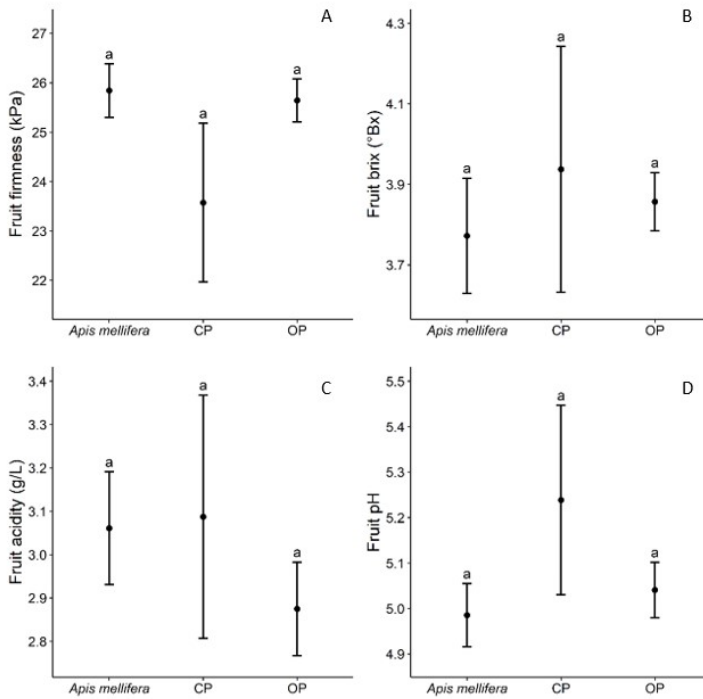 A
Fruit firmness (kPa)
27
26
25
24
23
22
a
a
a
Apis mellifera
CP
OP
B
Fruit brix (°Bx)
4.3
4.1
3.9
3.7
a
a
a
Apis mellifera
CP
OP
C
Fruit acidity (g/L)
3.4
3.3
3.2
3.1
3.0
2.9
2.8
a
a
a
Apis mellifera
CP
OP
D
Fruit pH
5.5
5.4
5.3
5.2
5.1
5.0
4.9
a
a
a
Apis mellifera
CP
OP